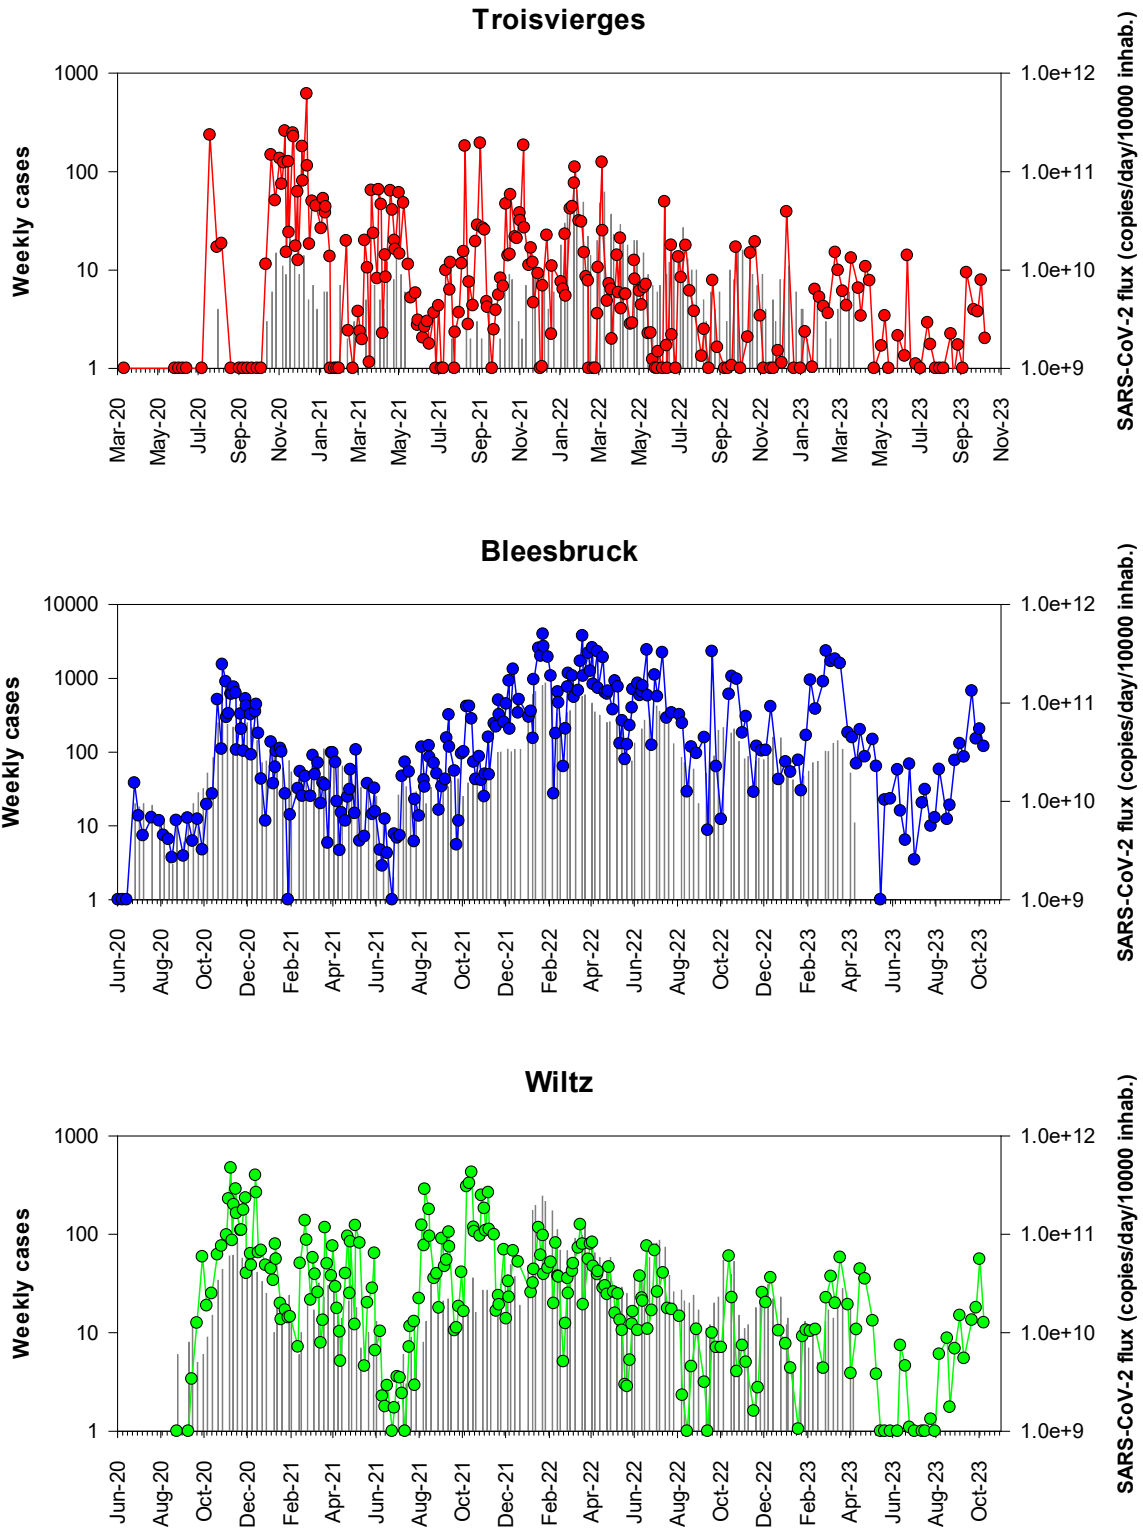 Troisvierges
Weekly cases
SARS-CoV-2 flux (copies/day/10000 inhab.)
1000
100
10
1
1.0e+12
1.0e+11
1.0e+10
1.0e+9
Mar-20
May-20
Jul-20
Sep-20
Nov-20
Jan-21
Mar-21
May-21
Jul-21
Sep-21
Nov-21
Jan-22
Mar-22
May-22
Jul-22
Sep-22
Nov-22
Jan-23
Mar-23
May-23
Jul-23
Sep-23
Nov-23
Bleesbruck
Weekly cases
SARS-CoV-2 flux (copies/day/10000 inhab.)
10000
1000
100
10
1
1.0e+12
1.0e+11
1.0e+10
1.0e+9
Jun-20
Aug-20
Oct-20
Dec-20
Feb-21
Apr-21
Jun-21
Aug-21
Oct-21
Dec-21
Feb-22
Apr-22
Jun-22
Aug-22
Oct-22
Dec-22
Feb-23
Apr-23
Jun-23
Aug-23
Oct-23
Wiltz
Weekly cases
SARS-CoV-2 flux (copies/day/10000 inhab.)
1000
100
10
1
1.0e+12
1.0e+11
1.0e+10
1.0e+9
Jun-20
Aug-20
Oct-20
Dec-20
Feb-21
Apr-21
Jun-21
Aug-21
Oct-21
Dec-21
Feb-22
Apr-22
Jun-22
Aug-22
Oct-22
Dec-22
Feb-23
Apr-23
Jun-23
Aug-23
Oct-23